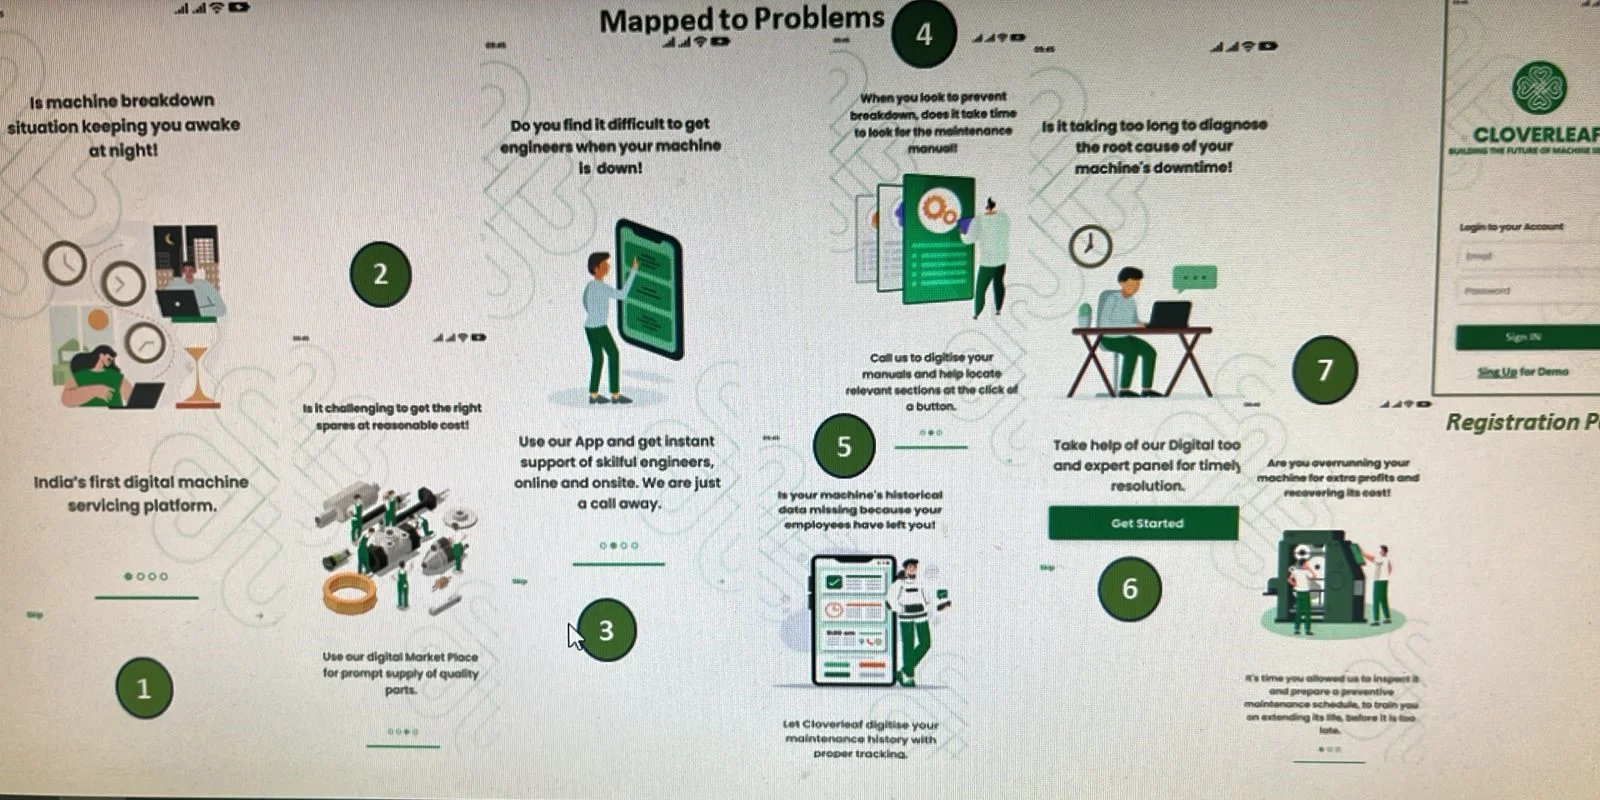 Mapped to Problems
Is machine breakdown
situation keeping you awake
at night!
India's first digital machine
servicing platform.
Skip
1
2
Is it challenging to get the right
spares at reasonable cost!
Use our digital Market Place
for prompt supply of quality
parts.
Do you find it difficult to get
engineers when your machine
is down!
Use our App and get instant
support of skilful engineers,
online and onsite. We are just
a call away.
Skip
3
4
When you look to prevent
breakdown, does it take time
to look for the maintenance
manual!
Call us to digitise your
manuals and help locate
relevant sections at the click of
a button.
5
Is your machine's historical
data missing because your
employees have left you!
Let Cloverleaf digitise your
maintenance history with
proper tracking.
Is it taking too long to diagnose
the root cause of your
machine's downtime!
Take help of our Digital too
and expert panel for timely
resolution.
Get Started
Skip
6
7
Are you overrunning your
machine for extra profits and
recovering its cost!
It's time you allowed us to inspect it
and prepare a preventive
maintenance schedule, to train you
on extending its life, before it is too
late.
CLOVERLEAF
BUILDING THE FUTURE OF MACHINE SE
Login to your Account
Email
Password
Sign IN
Sing Up for Demo
Registration P